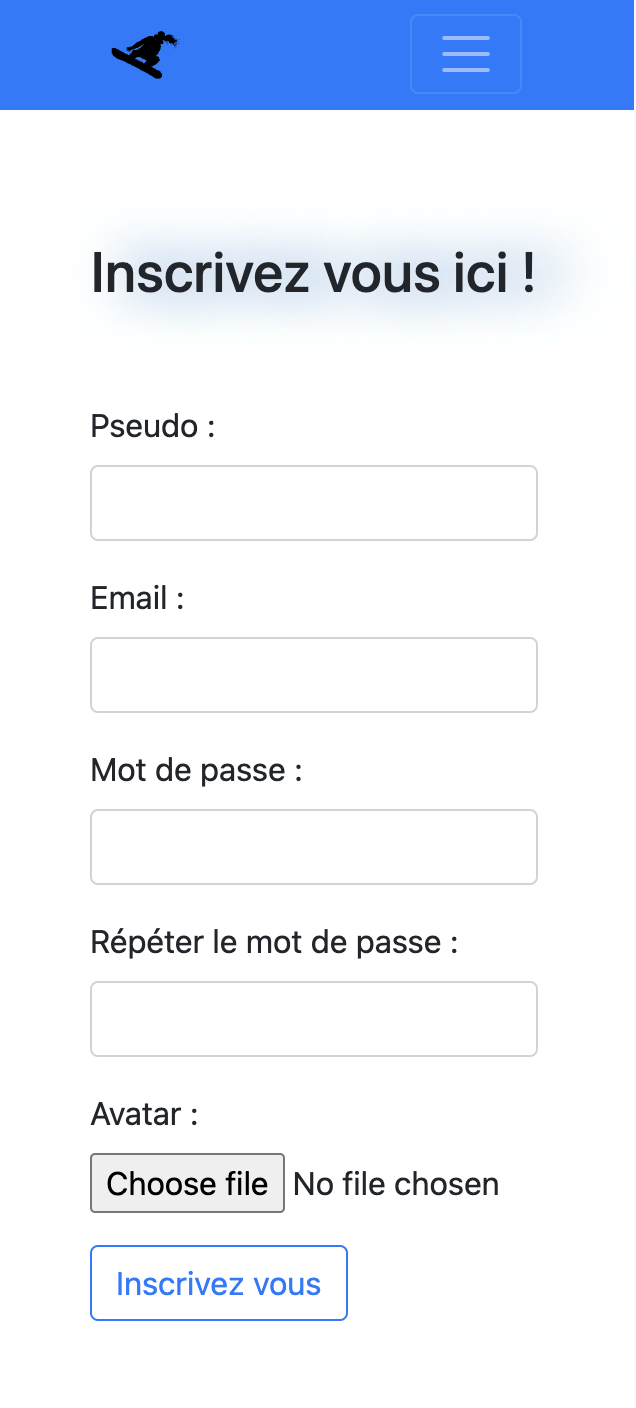 Inscrivez vous ici !
Pseudo :
Email :
Mot de passe :
Répéter le mot de passe :
Avatar :
Choose file No file chosen
Inscrivez vous